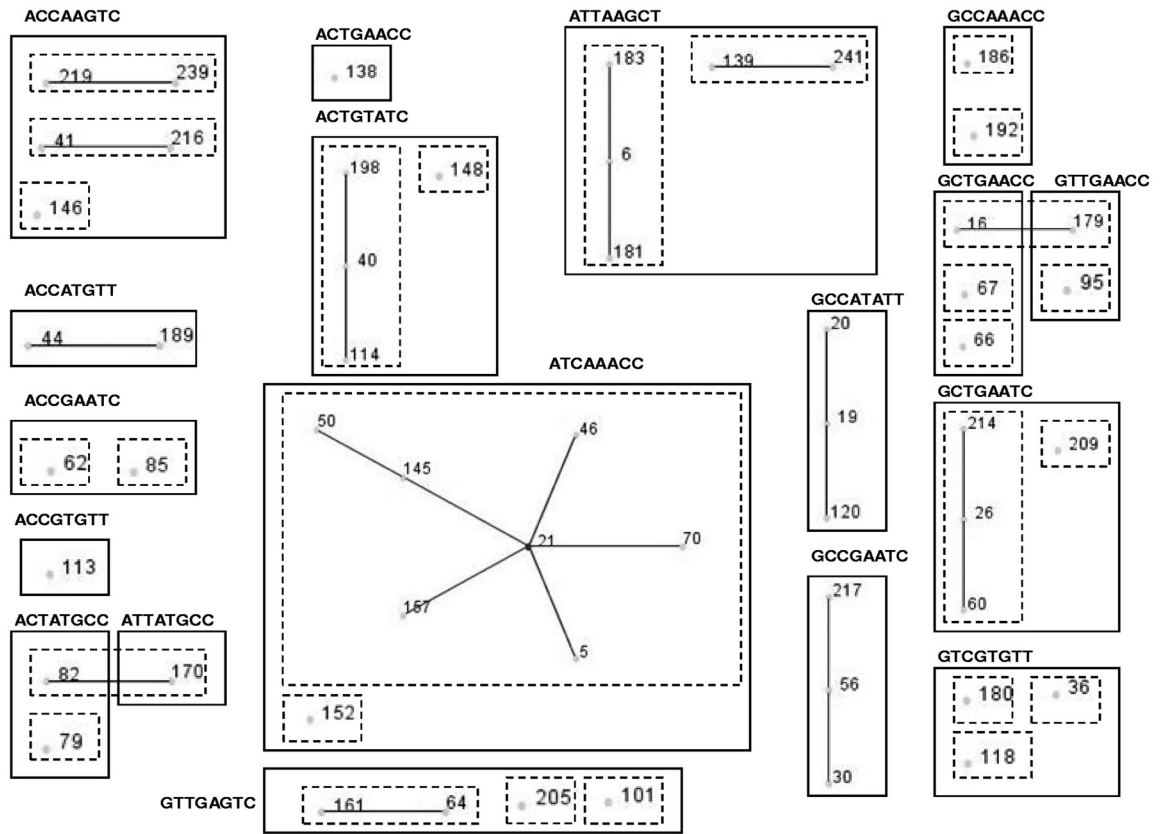 ACCAAGTC
219 239
41 216
146
ACTGAACC
138
ACTGTATC
198 148
40
114
ATTAAGCT
183 139 241
6
181
GCCAAACC
186
192
GCTGAACC GTTGAACC
16 179
67 95
66
ACCATGTT
44 189
ACCGAATC
62 85
ACCGTGTT
113
ACTATGCC ATTATGCC
82 170
79
ATCAAACC
50 46
145
21 70
157
5
152
GCCATATT
20
19
120
GCCGAATC
217
56
30
GCTGAATC
214 209
26
60
GTCGTGTT
180 36
118
GTTGAGTC
161 64 205 101